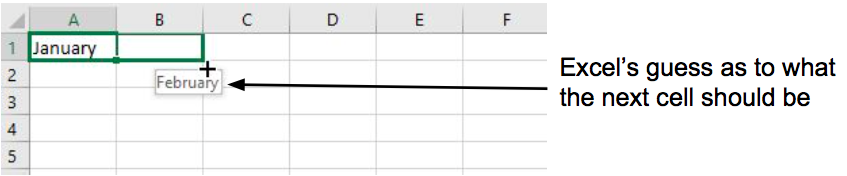 A B C D E F
1 January
2
February
3
4
5
Excel's guess as to what
the next cell should be